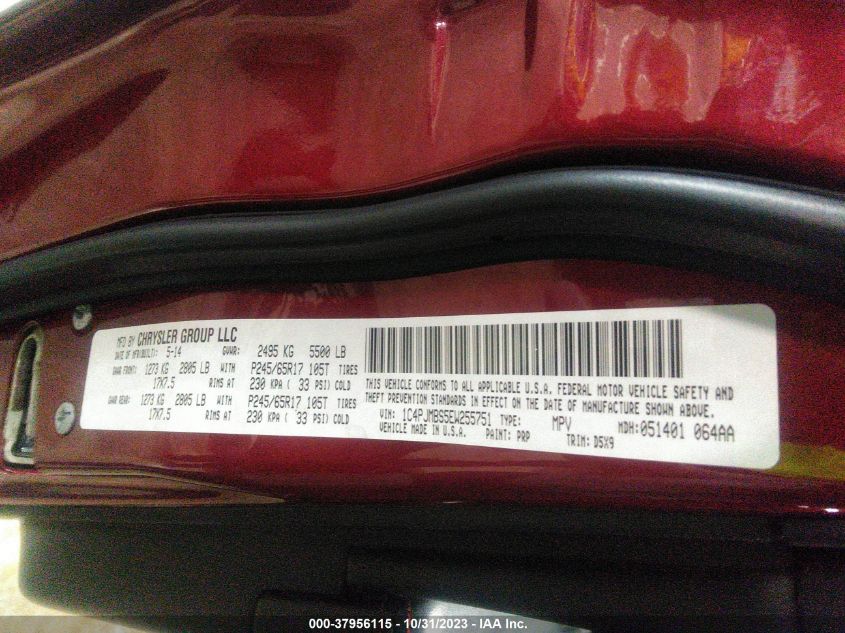 MFD BY CHRYSLER GROUP LLC
DATE OF MFR(BUILT): 5-14 GVWR: 2495 KG 5500 LB
GAWR FRONT: 1273 KG 2805 LB WITH P245/65R17 105T TIRES
17X7.5 RIMS AT 230 KPA ( 33 PSI) COLD
GAWR REAR: 1273 KG 2805 LB WITH P245/65R17 105T TIRES
17X7.5 RIMS AT 230 KPA ( 33 PSI) COLD
THIS VEHICLE CONFORMS TO ALL APPLICABLE U.S.A. FEDERAL MOTOR VEHICLE SAFETY AND
THEFT PREVENTION STANDARDS IN EFFECT ON THE DATE OF MANUFACTURE SHOWN ABOVE.
VIN: 1C4PJMBS5EW255751 TYPE: MPV MDH:051401 064AA
VEHICLE MADE IN U.S.A. PAINT: PRP TRIM: D5X9
000-37956115 - 10/31/2023 - IAA Inc.